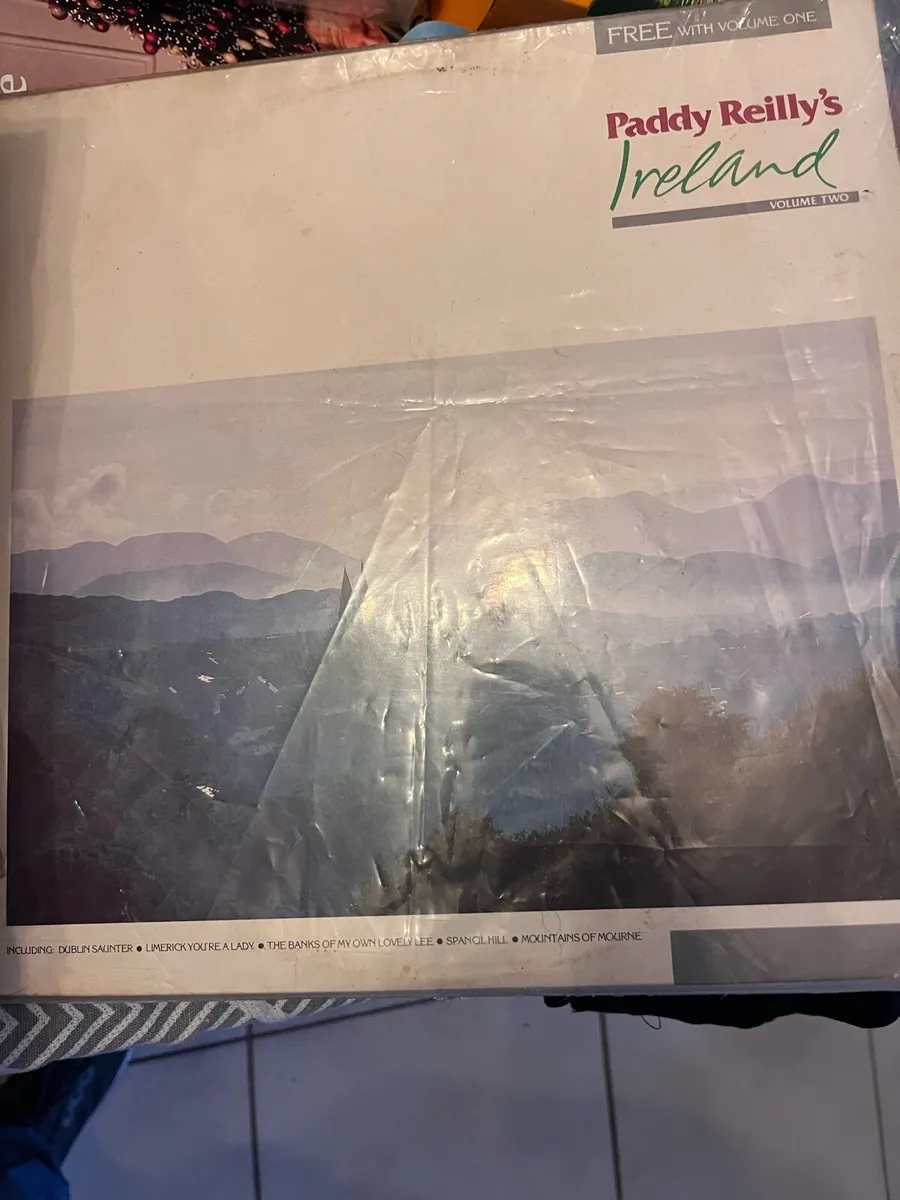 FREE WITH VOLUME ONE
Paddy Reilly's
Ireland
VOLUME TWO
INCLUDING: DUBLIN SAUNTER ● LIMERICK YOU'RE A LADY ● THE BANKS OF MY OWN LOVELY LEE ● SPANCIL HILL ● MOUNTAINS OF MOURNE
e